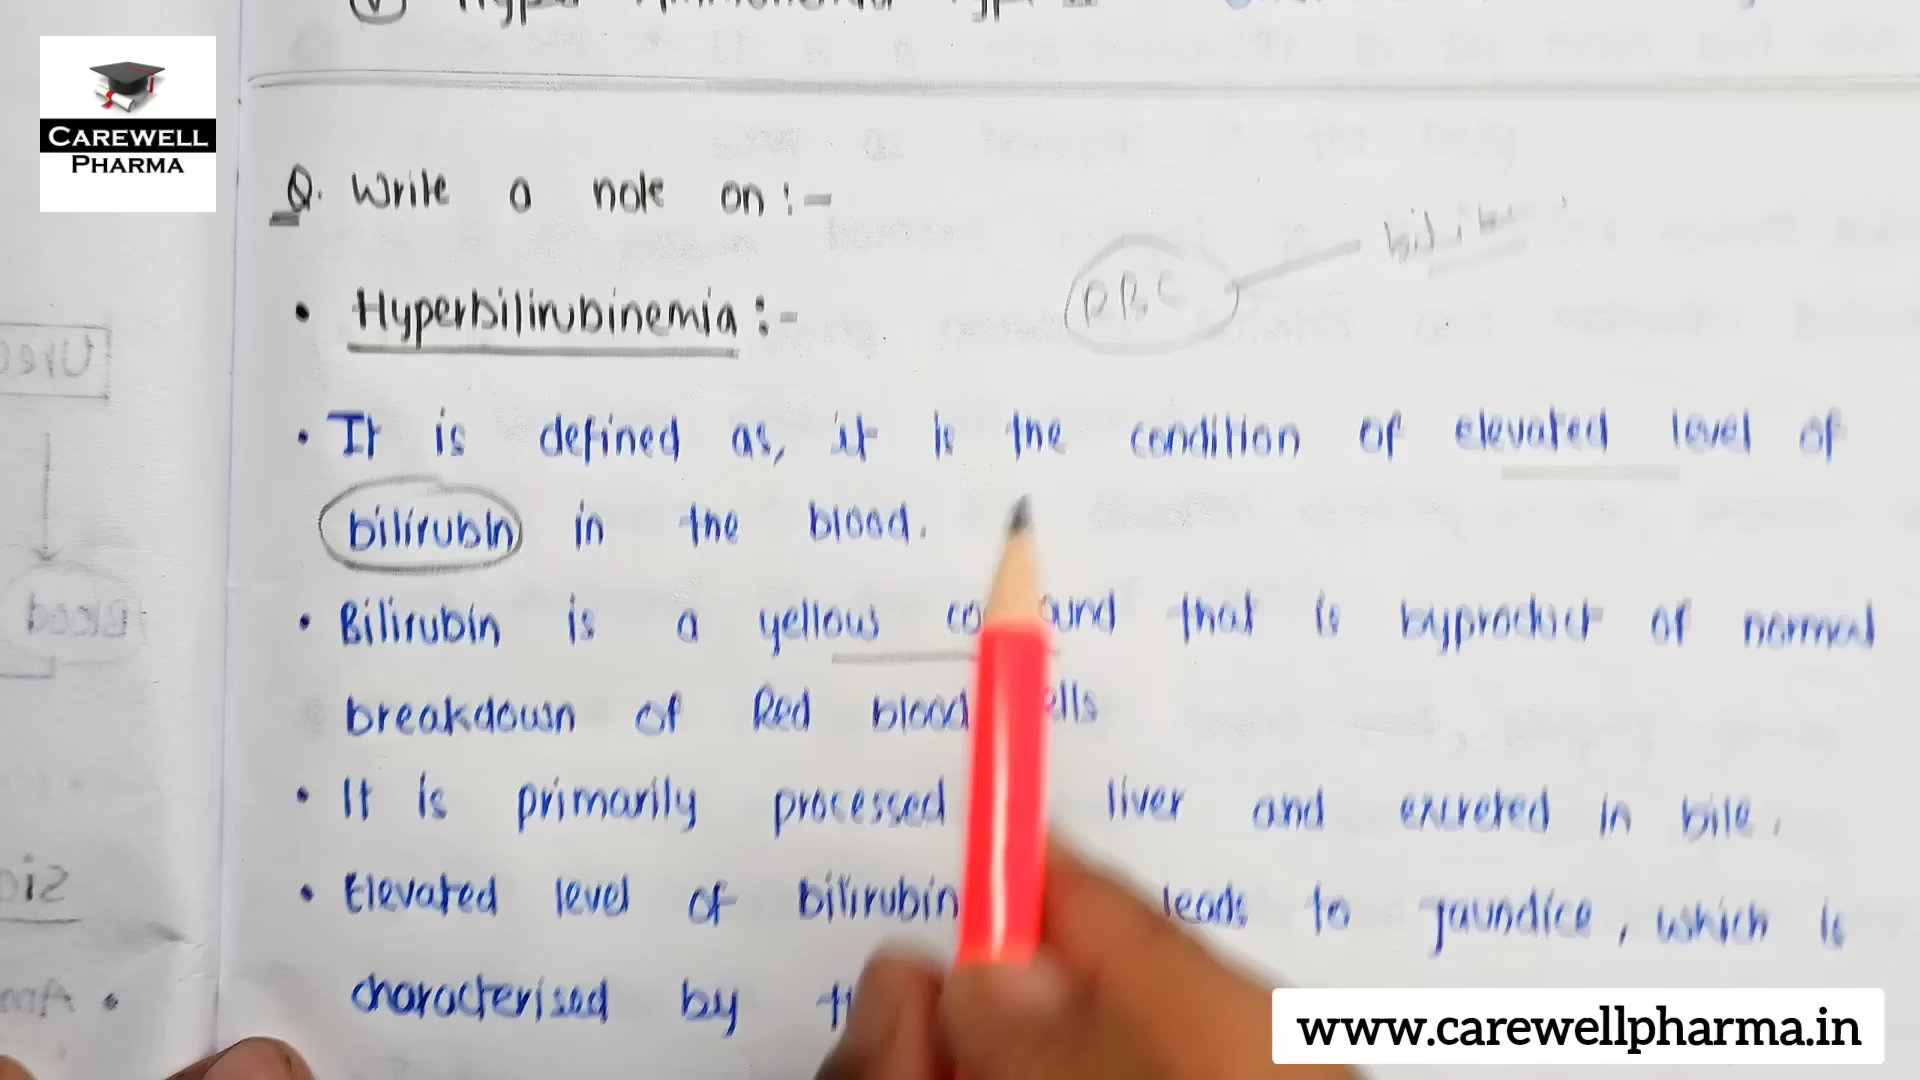 CAREWELL
PHARMA
Q. Write a note on :-
RBC
• Hyperbilirubinemia :-
• It is defined as, it is the condition of elevated level of
bilirubin in the blood.
• Bilirubin is a yellow that is byproduct of normal
breakdown of Red blood
• It is primarily processed liver and excreted in bile.
• Elevated level of bilirubin leads to jaundice, which is
characterised by
www.carewellpharma.in